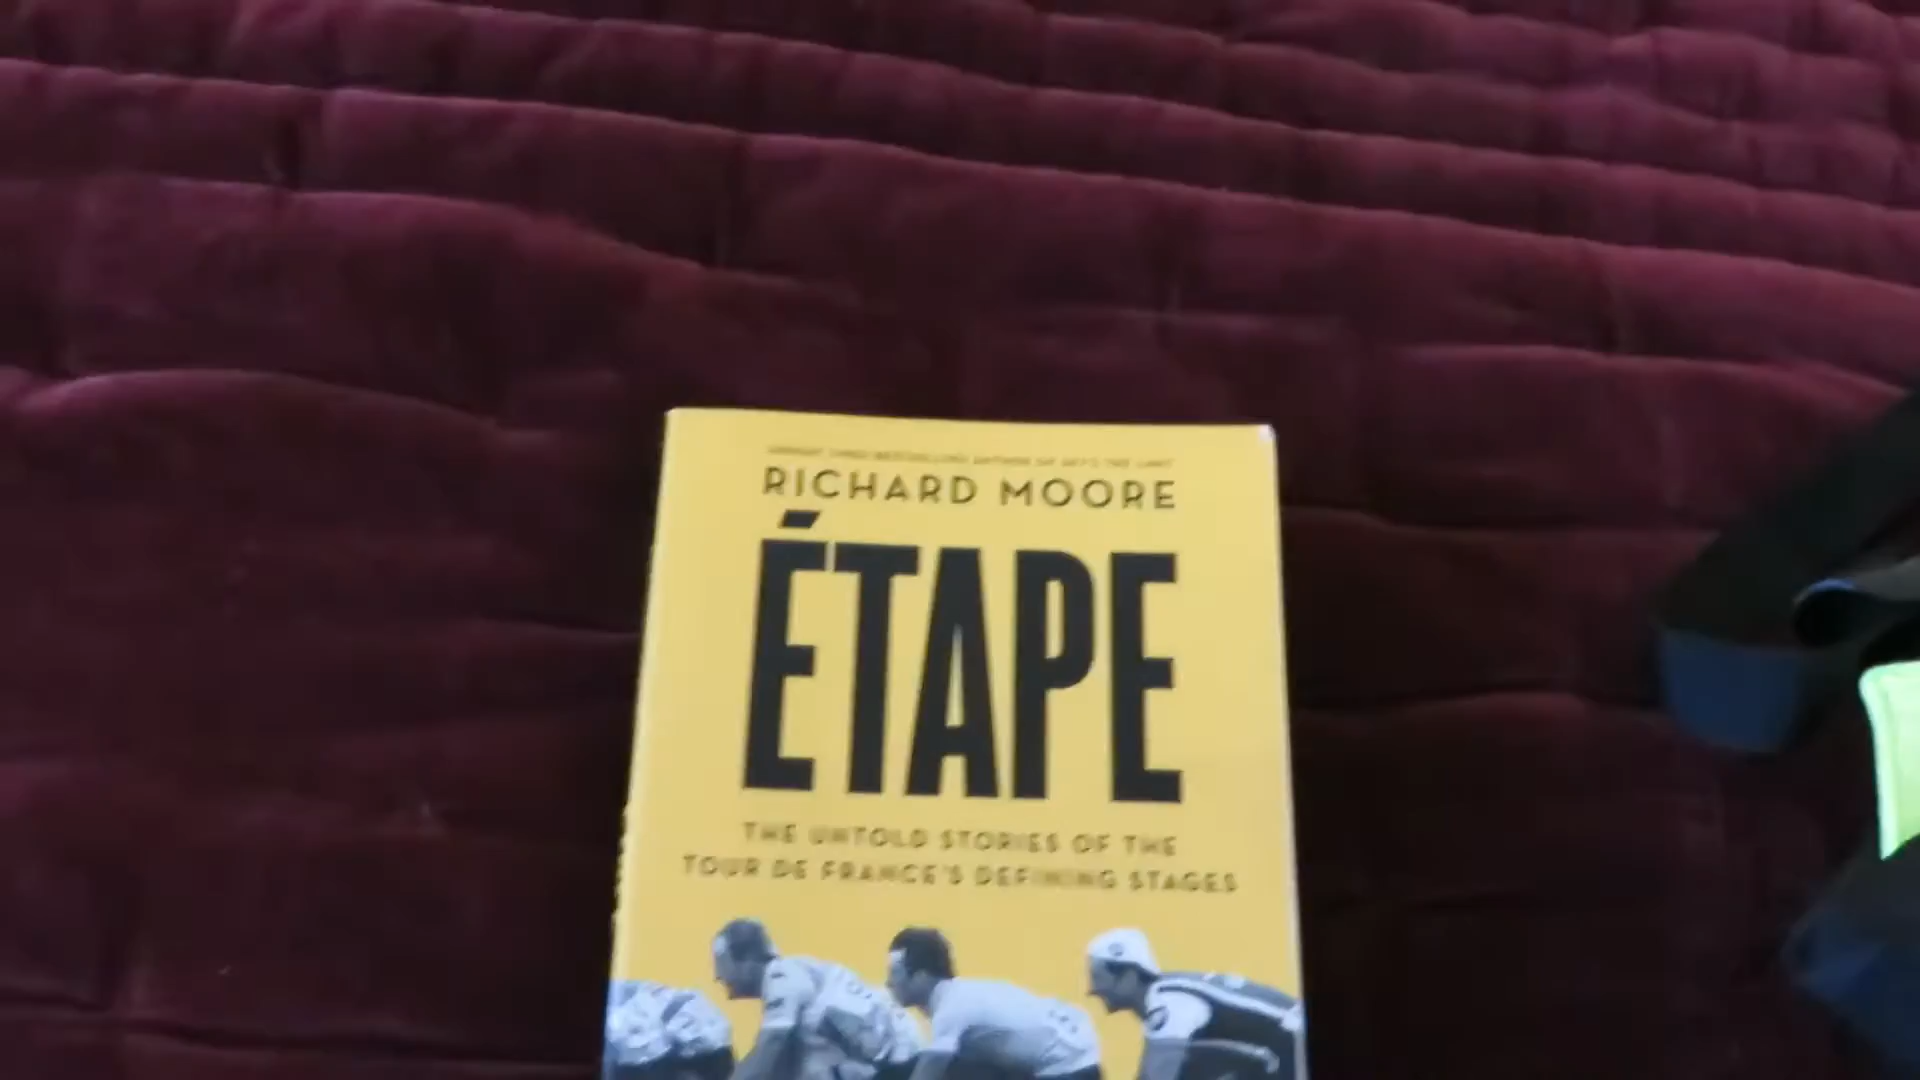 RICHARD MOORE
ÉTAPE
THE UNTOLD STORIES OF THE
TOUR DE FRANCE'S DEFINING STAGES